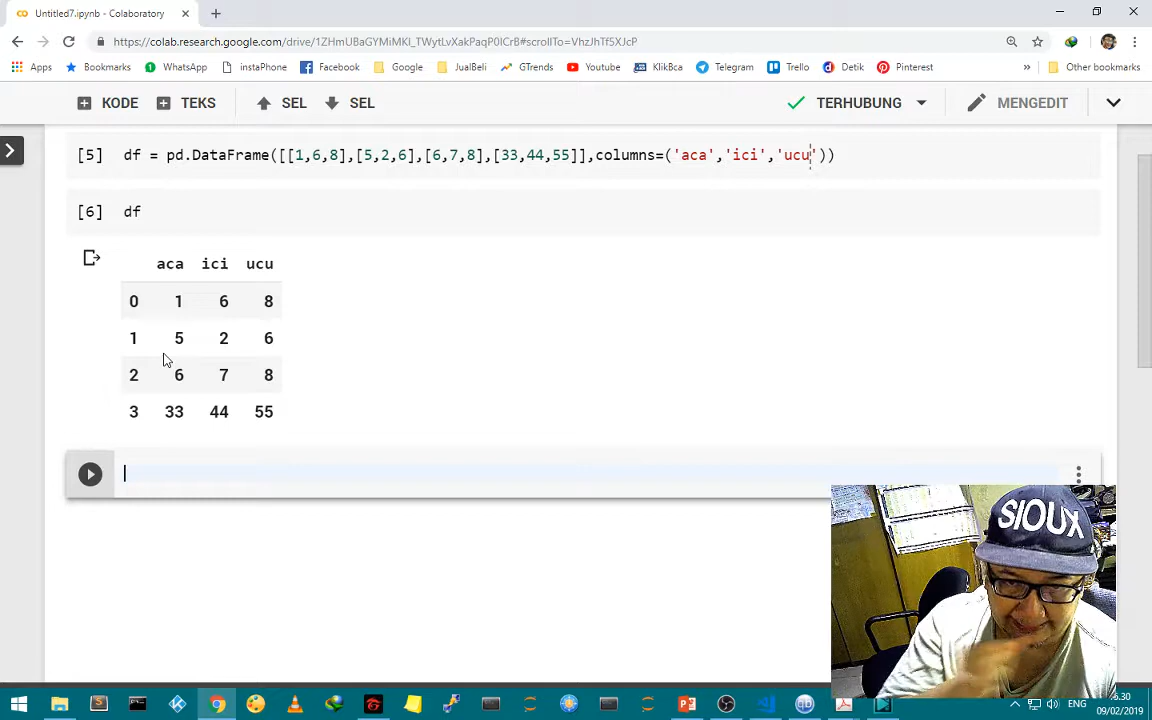 Untitled7.ipynb - Colaboratory
https://colab.research.google.com/drive/1ZHmUBaGYMiMKl_TWytLvXakPaqP0ICrB#scrollTo=VhzJhTf5XJcP
Apps Bookmarks WhatsApp instaPhone Facebook Google JualBeli GTrends Youtube KlikBca Telegram Trello Detik Pinterest » Other bookmarks
KODE TEKS SEL SEL TERHUBUNG MENGEDIT
[5] df = pd.DataFrame([[1,6,8],[5,2,6],[6,7,8],[33,44,55]],columns=('aca','ici','ucu'))
[6] df
aca ici ucu
0 1 6 8
1 5 2 6
2 6 7 8
3 33 44 55
SIOUX
ENG
09/02/2019